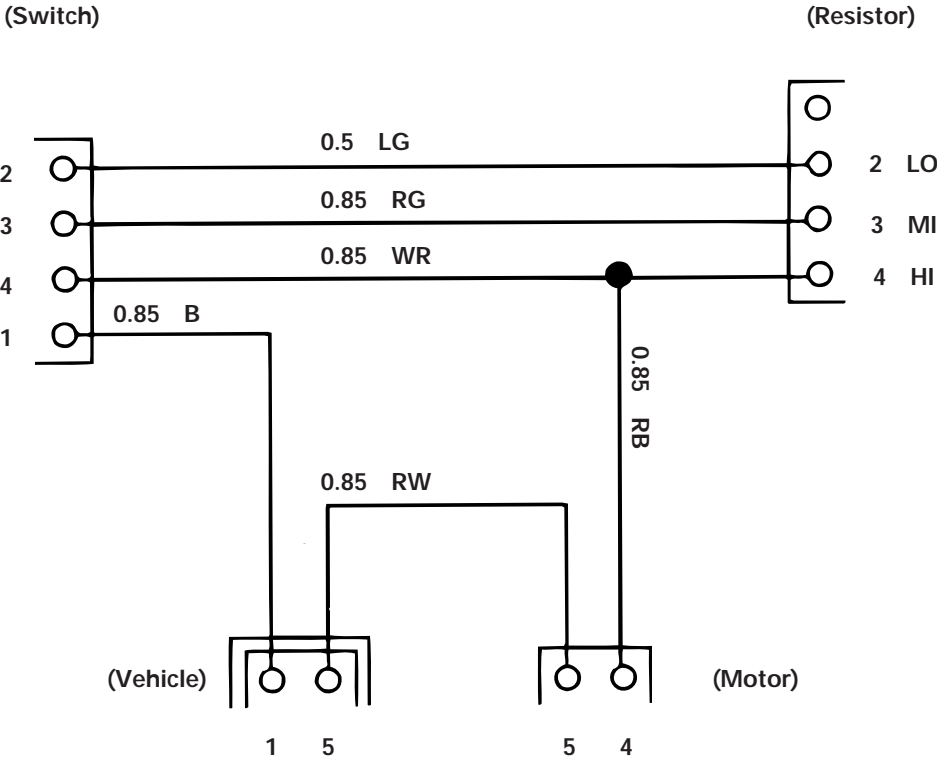 (Switch) (Resistor)
0.5 LG
2 2 LO
0.85 RG
3 3 MI
0.85 WR
4 4 HI
0.85 B
1
0.85 RB
0.85 RW
(Vehicle) (Motor)
1 5 5 4